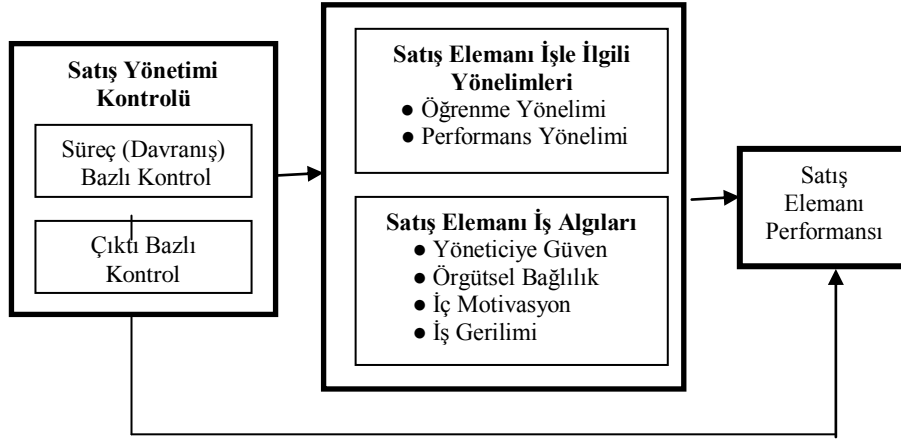 Satış Yönetimi
Kontrolü
Süreç (Davranış)
Bazlı Kontrol
Çıktı Bazlı
Kontrol
Satış Elemanı İşle İlgili
Yönelimleri
● Öğrenme Yönelimi
● Performans Yönelimi
Satış Elemanı İş Algıları
● Yöneticiye Güven
● Örgütsel Bağlılık
● İç Motivasyon
● İş Gerilimi
Satış
Elemanı
Performansı